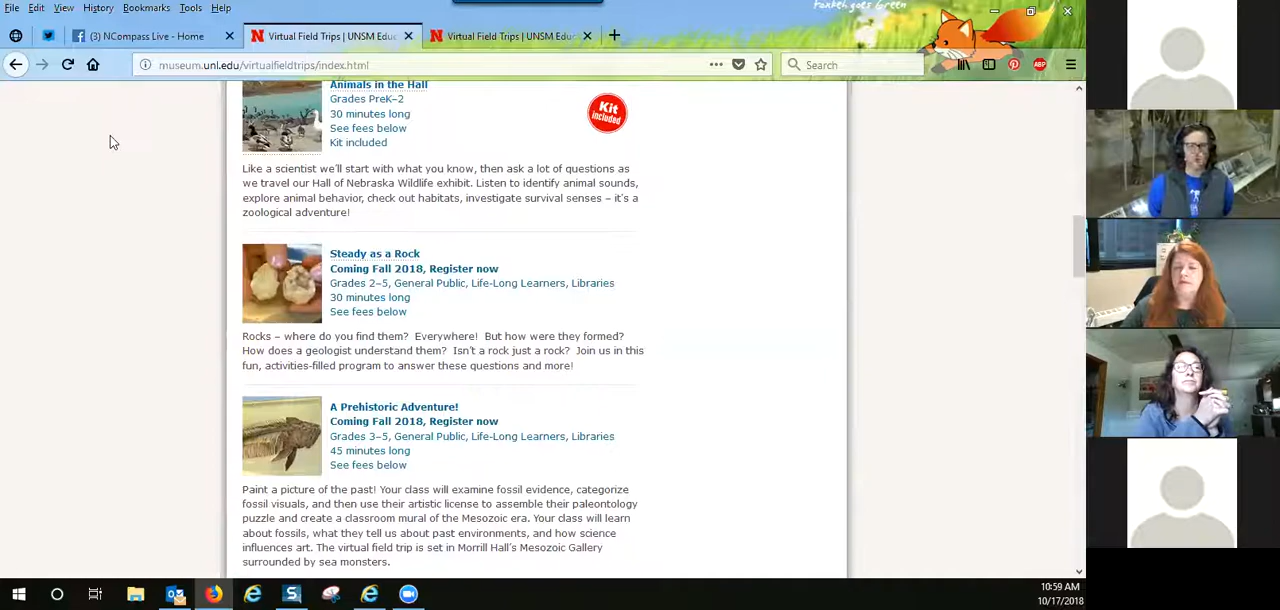 File Edit View History Bookmarks Tools Help
Fonkeh goes Green
(3) NCompass Live - Home
Virtual Field Trips | UNSM Educ
Virtual Field Trips | UNSM Educ
museum.unl.edu/virtualfieldtrips/index.html
Search
ABP
Animals in the Hall
Grades PreK–2
30 minutes long
See fees below
Kit included
Kit
included
Like a scientist we'll start with what you know, then ask a lot of questions as
we travel our Hall of Nebraska Wildlife exhibit. Listen to identify animal sounds,
explore animal behavior, check out habitats, investigate survival senses – it's a
zoological adventure!
Steady as a Rock
Coming Fall 2018, Register now
Grades 2–5, General Public, Life-Long Learners, Libraries
30 minutes long
See fees below
Rocks – where do you find them? Everywhere! But how were they formed?
How does a geologist understand them? Isn't a rock just a rock? Join us in this
fun, activities-filled program to answer these questions and more!
A Prehistoric Adventure!
Coming Fall 2018, Register now
Grades 3–5, General Public, Life-Long Learners, Libraries
45 minutes long
See fees below
Paint a picture of the past! Your class will examine fossil evidence, categorize
fossil visuals, and then use their artistic license to assemble their paleontology
puzzle and create a classroom mural of the Mesozoic era. Your class will learn
about fossils, what they tell us about past environments, and how science
influences art. The virtual field trip is set in Morrill Hall's Mesozoic Gallery
surrounded by sea monsters.
10:59 AM
10/17/2018